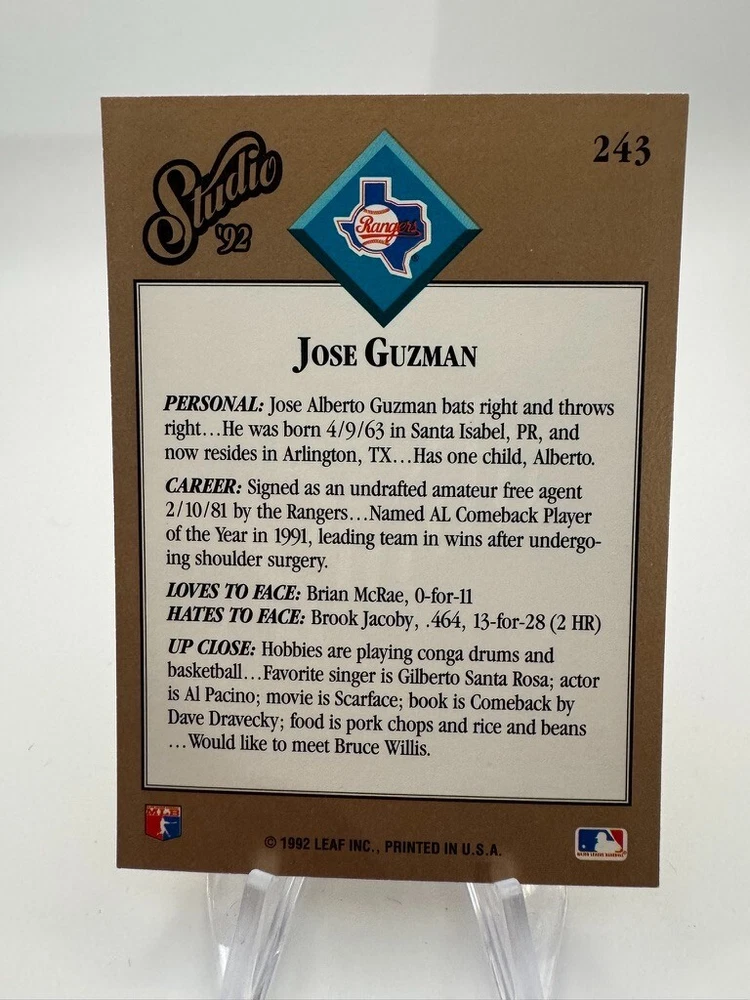 Studio
'92
243
Rangers
JOSE GUZMAN
PERSONAL: Jose Alberto Guzman bats right and throws
right...He was born 4/9/63 in Santa Isabel, PR, and
now resides in Arlington, TX...Has one child, Alberto.
CAREER: Signed as an undrafted amateur free agent
2/10/81 by the Rangers...Named AL Comeback Player
of the Year in 1991, leading team in wins after undergo-
ing shoulder surgery.
LOVES TO FACE: Brian McRae, 0-for-11
HATES TO FACE: Brook Jacoby, .464, 13-for-28 (2 HR)
UP CLOSE: Hobbies are playing conga drums and
basketball...Favorite singer is Gilberto Santa Rosa; actor
is Al Pacino; movie is Scarface; book is Comeback by
Dave Dravecky; food is pork chops and rice and beans
...Would like to meet Bruce Willis.
© 1992 LEAF INC., PRINTED IN U.S.A.
MAJOR LEAGUE BASEBALL